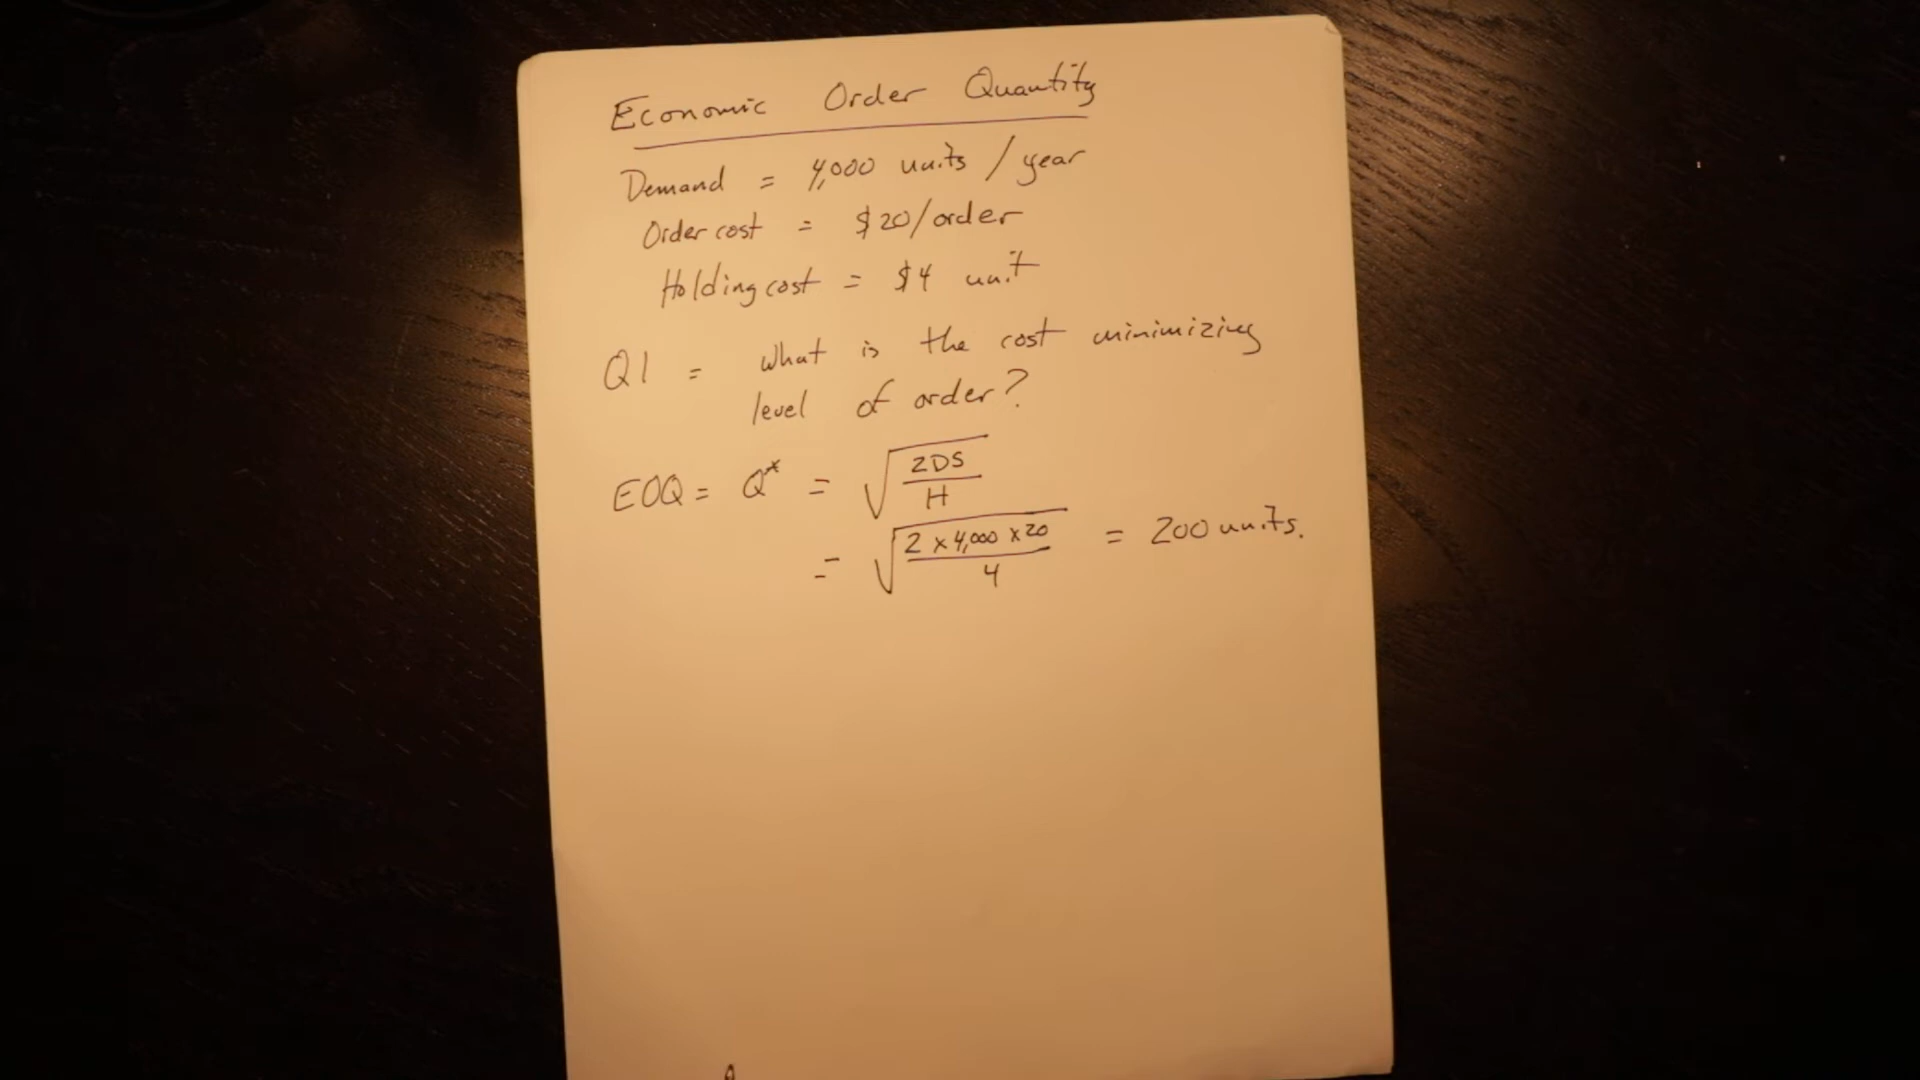 Economic Order Quantity
Demand = 4,000 units / year
Order cost = $20/order
Holding cost = $4 unit
Q1 = what is the cost minimizing
level of order?
EOQ = Q* = √(2DS / H)
= √(2 x 4,000 x 20 / 4) = 200 units.